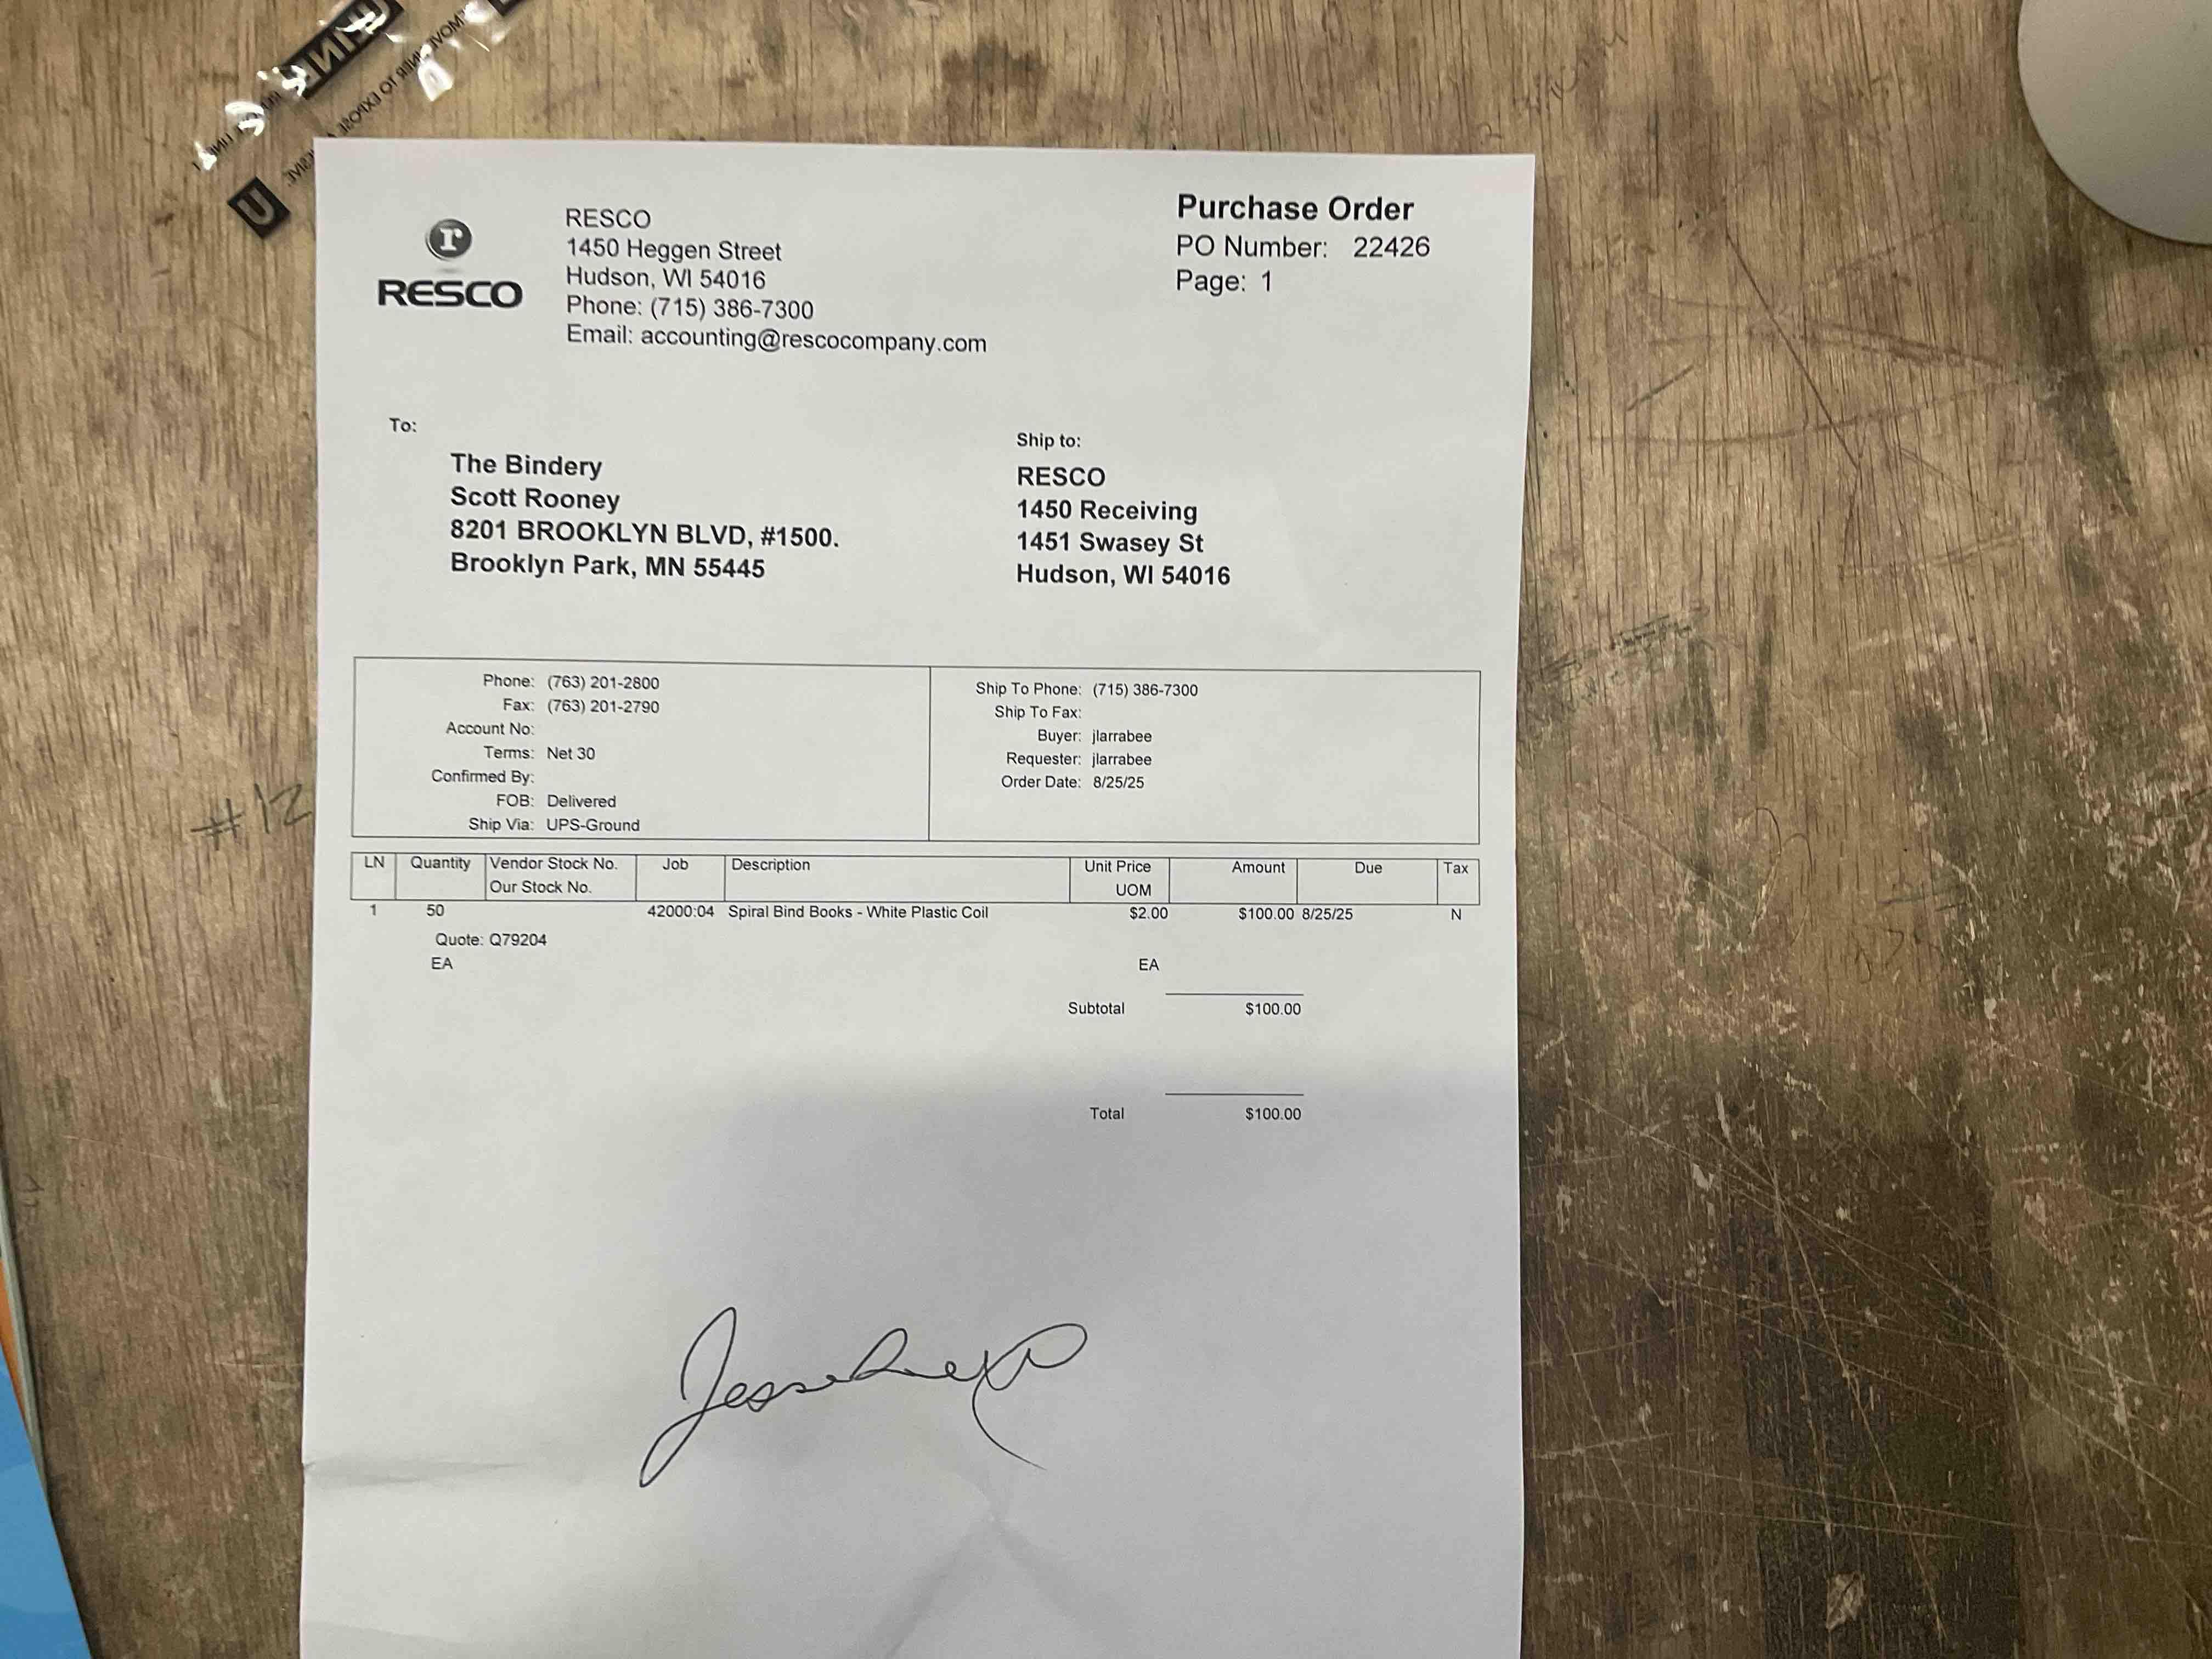 RESCO
RESCO
1450 Heggen Street
Hudson, WI 54016
Phone: (715) 386-7300
Email: accounting@rescocompany.com
Purchase Order
PO Number: 22426
Page: 1
To:
The Bindery
Scott Rooney
8201 BROOKLYN BLVD, #1500.
Brooklyn Park, MN 55445
Ship to:
RESCO
1450 Receiving
1451 Swasey St
Hudson, WI 54016
Phone: (763) 201-2800
Fax: (763) 201-2790
Account No:
Terms: Net 30
Confirmed By:
FOB: Delivered
Ship Via: UPS-Ground
Ship To Phone: (715) 386-7300
Ship To Fax:
Buyer: jlarrabee
Requester: jlarrabee
Order Date: 8/25/25
LN Quantity Vendor Stock No. Job Description Unit Price Amount Due Tax
Our Stock No. UOM
1 50 42000:04 Spiral Bind Books - White Plastic Coil $2.00 $100.00 8/25/25 N
Quote: Q79204
EA EA
Subtotal $100.00
Total $100.00
#12
U